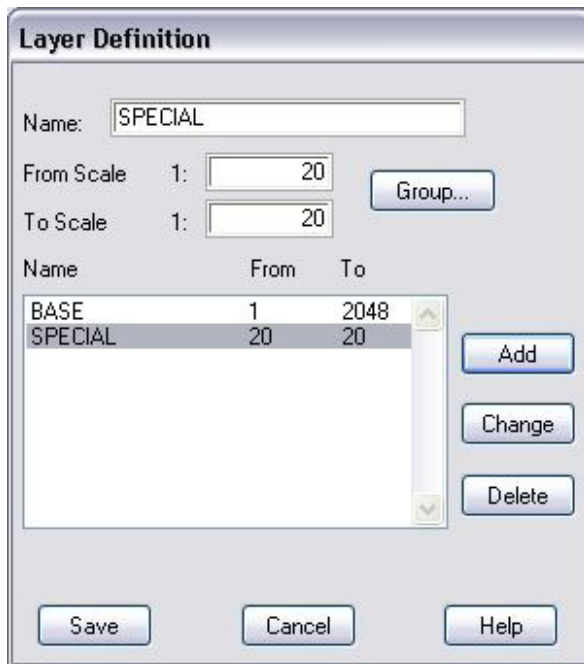 Layer Definition
Name: SPECIAL
From Scale 1: 20
Group...
To Scale 1: 20
Name From To
BASE 1 2048
SPECIAL 20 20
Add
Change
Delete
Save Cancel Help